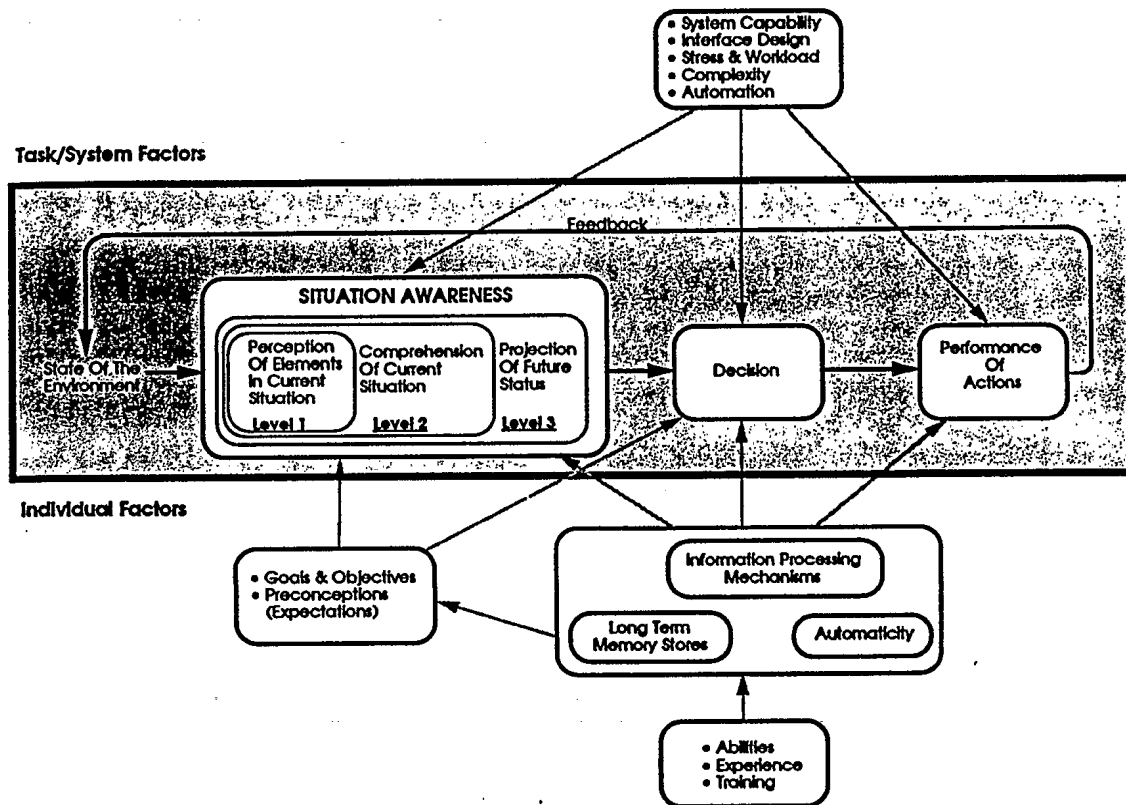 • System Capability
• Interface Design
• Stress & Workload
• Complexity
• Automation
Task/System Factors
Feedback
SITUATION AWARENESS
Perception
Of Elements
In Current
Situation
Level 1
Comprehension
Of Current
Situation
Level 2
Projection
Of Future
Status
Level 3
State Of The
Environment
Decision
Performance
Of
Actions
Individual Factors
• Goals & Objectives
• Preconceptions
(Expectations)
Information Processing
Mechanisms
Long Term
Memory Stores
Automaticity
• Abilities
• Experience
• Training